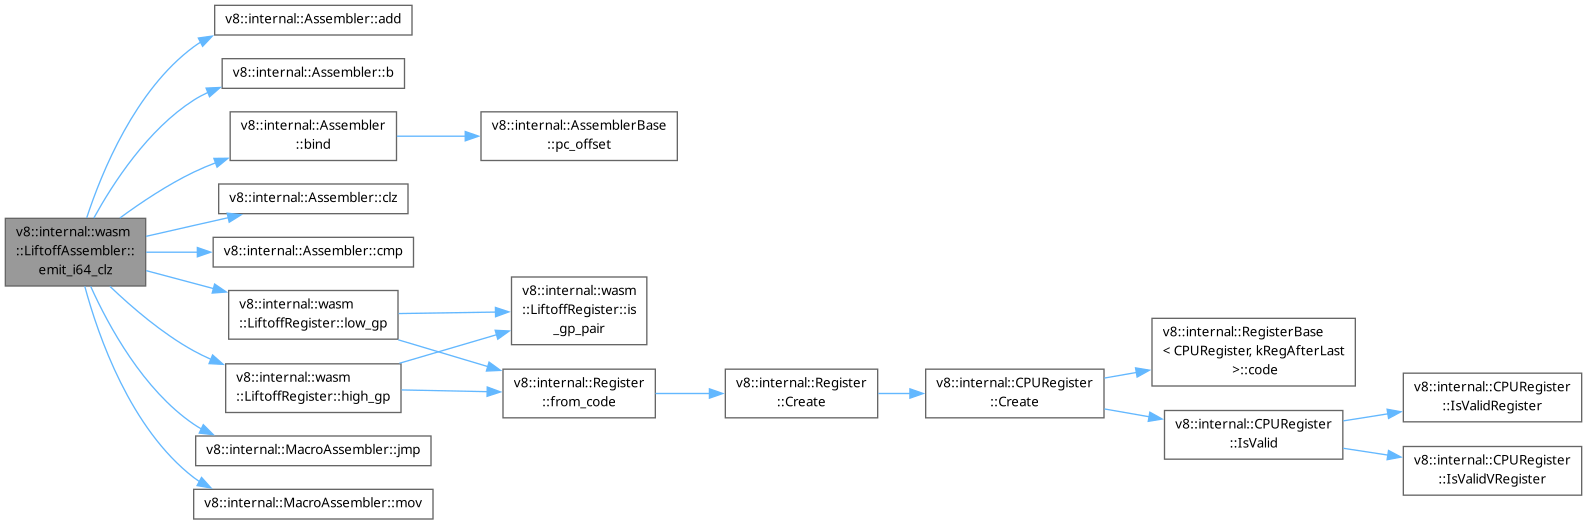 v8::internal::wasm
::LiftoffAssembler::
emit_i64_clz
v8::internal::Assembler::add
v8::internal::Assembler::b
v8::internal::Assembler
::bind
v8::internal::AssemblerBase
::pc_offset
v8::internal::Assembler::clz
v8::internal::Assembler::cmp
v8::internal::wasm
::LiftoffRegister::low_gp
v8::internal::wasm
::LiftoffRegister::is
_gp_pair
v8::internal::wasm
::LiftoffRegister::high_gp
v8::internal::Register
::from_code
v8::internal::Register
::Create
v8::internal::CPURegister
::Create
v8::internal::RegisterBase
< CPURegister, kRegAfterLast
>::code
v8::internal::CPURegister
::IsValid
v8::internal::CPURegister
::IsValidRegister
v8::internal::CPURegister
::IsValidVRegister
v8::internal::MacroAssembler::jmp
v8::internal::MacroAssembler::mov